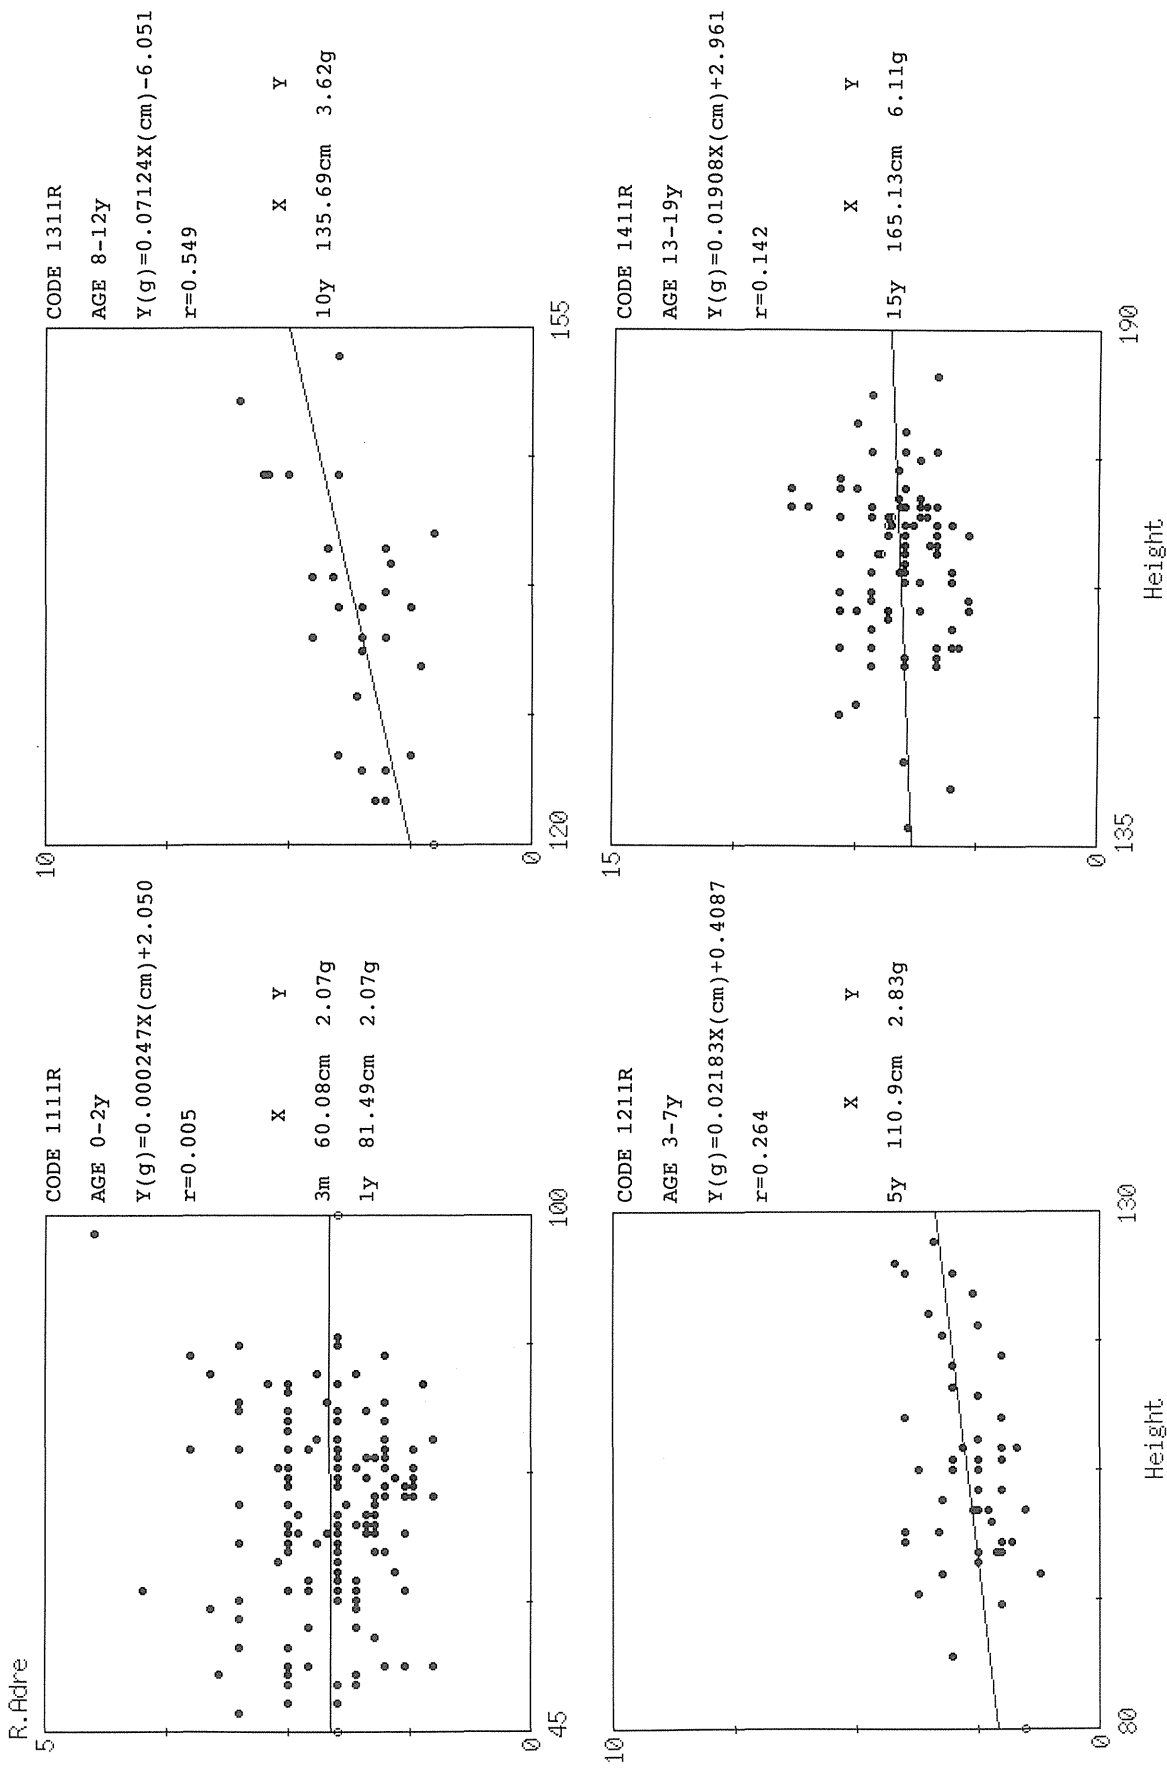 R.Adre
5
0
45
100
CODE 1111R
AGE 0-2y
Y(g)=0.000247X(cm)+2.050
r=0.005
X Y
3m 60.08cm 2.07g
1y 81.49cm 2.07g
10
0
120
155
CODE 1311R
AGE 8-12y
Y(g)=0.07124X(cm)-6.051
r=0.549
X Y
10y 135.69cm 3.62g
10
0
80
130
Height
CODE 1211R
AGE 3-7y
Y(g)=0.02183X(cm)+0.4087
r=0.264
X Y
5y 110.9cm 2.83g
15
0
135
190
Height
CODE 1411R
AGE 13-19y
Y(g)=0.01908X(cm)+2.961
r=0.142
X Y
15y 165.13cm 6.11g